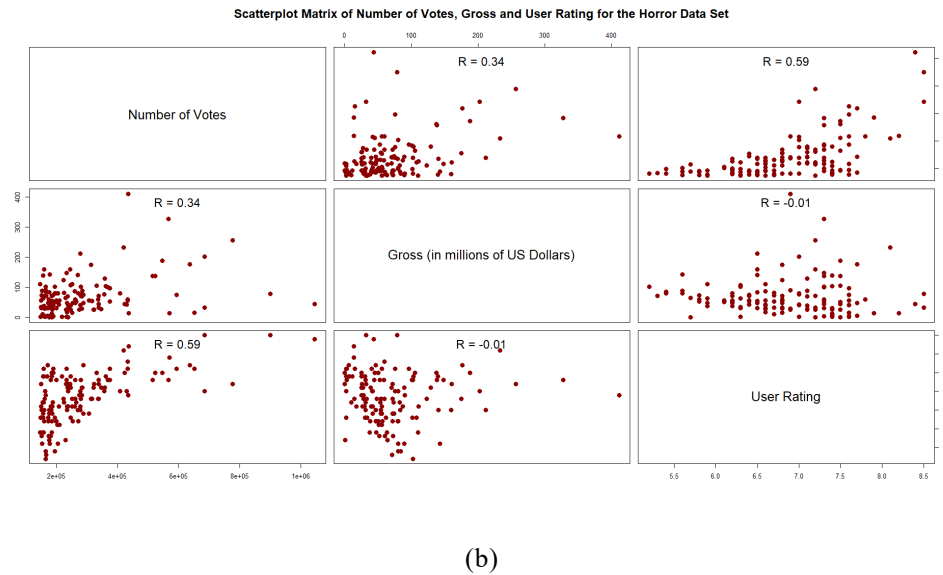 Scatterplot Matrix of Number of Votes, Gross and User Rating for the Horror Data Set
0 100 200 300 400
Number of Votes
R = 0.34
R = 0.59
0 100 200 300 400
R = 0.34
Gross (in millions of US Dollars)
R = -0.01
R = 0.59
R = -0.01
User Rating
2e+05 4e+05 6e+05 8e+05 1e+06
5.5 6.0 6.5 7.0 7.5 8.0 8.5
(b)